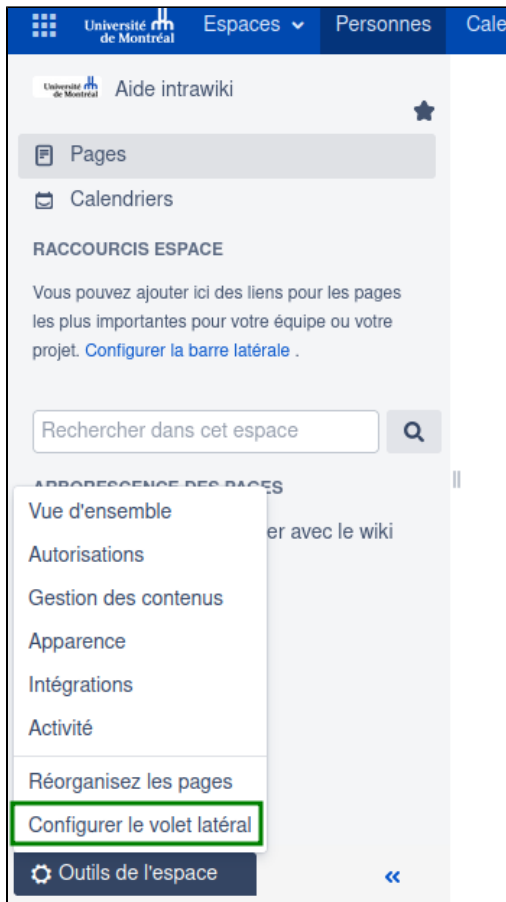 Université de Montréal Espaces Personnes Cale
Université de Montréal Aide intrawiki
Pages
Calendriers
RACCOURCIS ESPACE
Vous pouvez ajouter ici des liens pour les pages
les plus importantes pour votre équipe ou votre
projet. Configurer la barre latérale .
Rechercher dans cet espace
ARBORESCENCE DES PAGES
er avec le wiki
Vue d'ensemble
Autorisations
Gestion des contenus
Apparence
Intégrations
Activité
Réorganisez les pages
Configurer le volet latéral
Outils de l'espace «